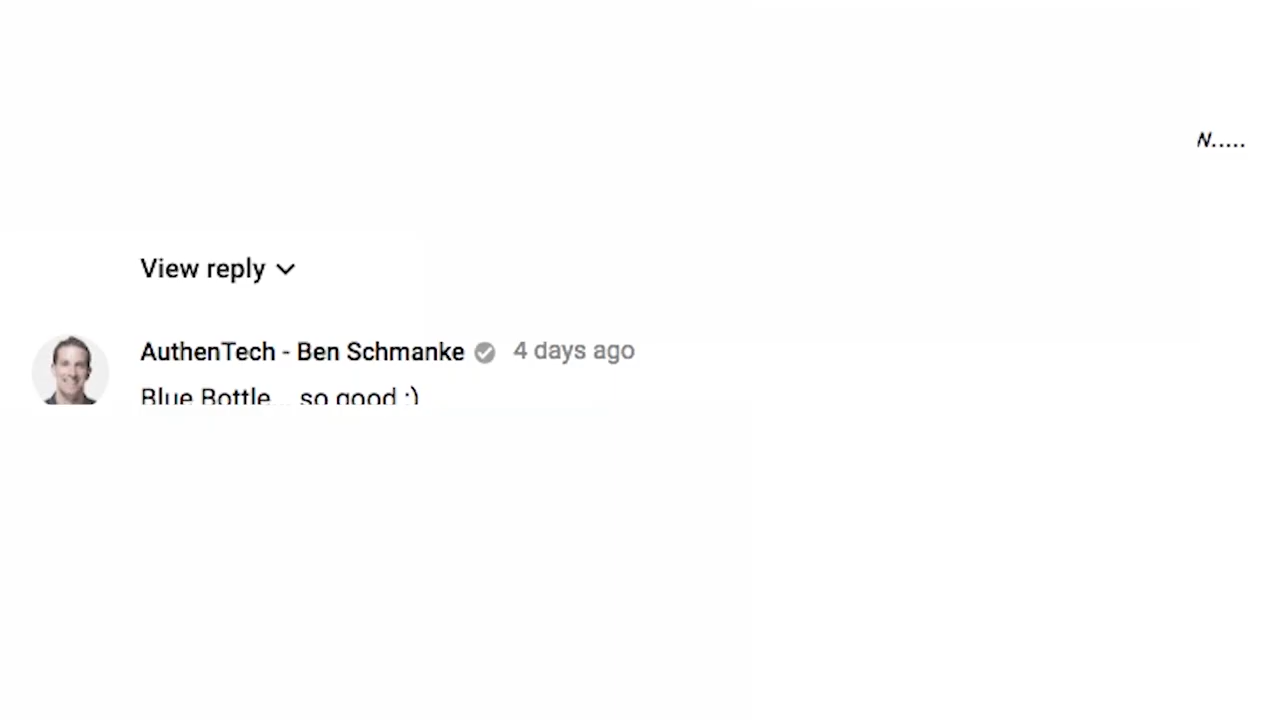 View reply
AuthenTech - Ben Schmanke 4 days ago
Blue Bottle... so good :)